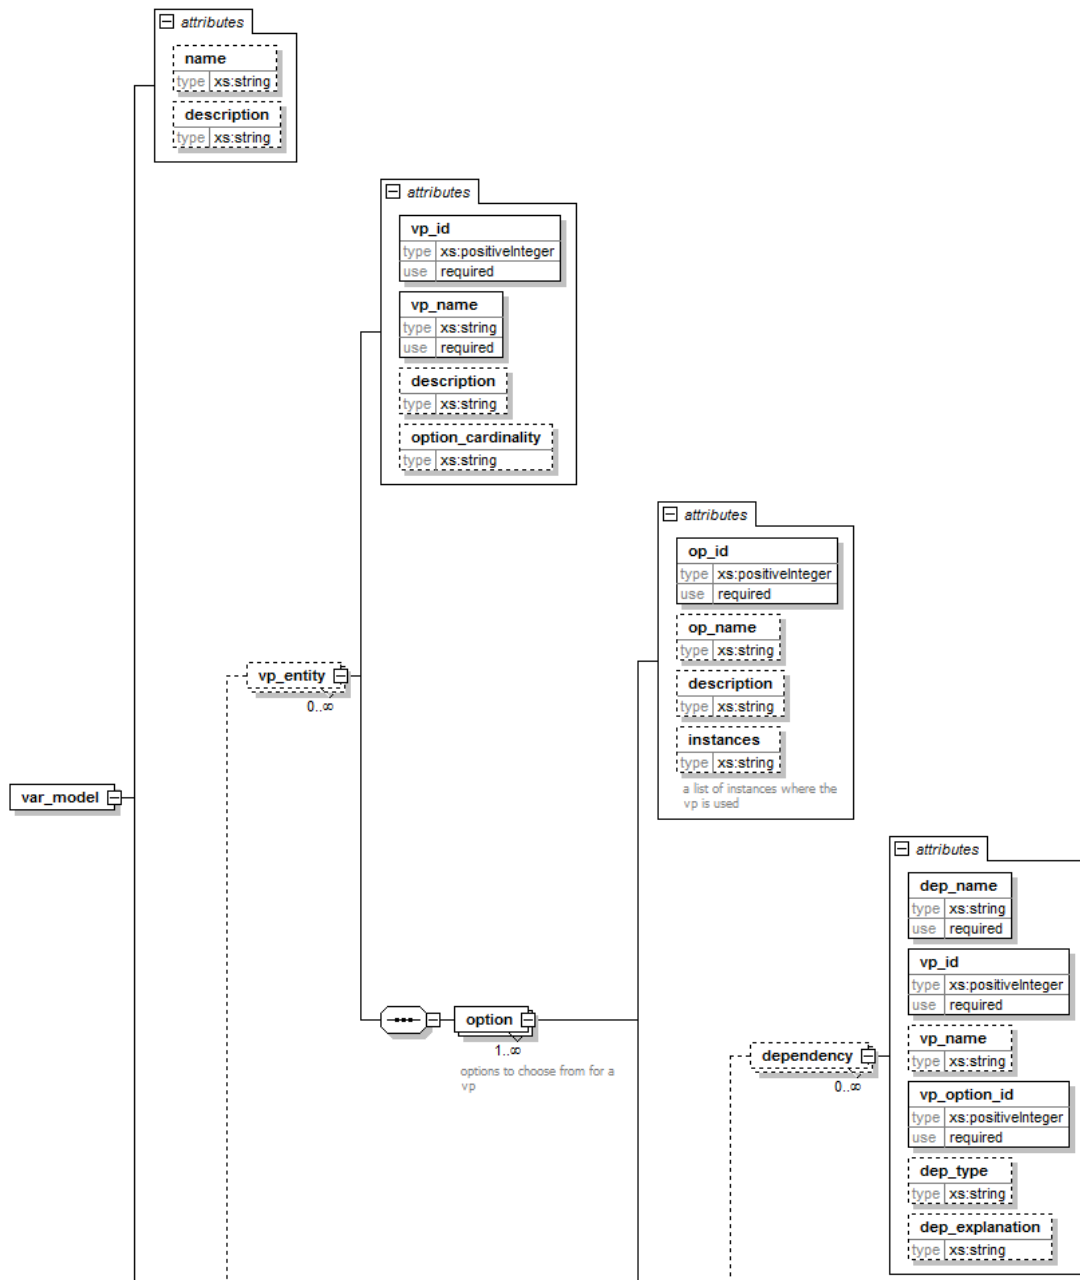 attributes
name
type xs:string
description
type xs:string
attributes
vp_id
type xs:positiveInteger
use required
vp_name
type xs:string
use required
description
type xs:string
option_cardinality
type xs:string
attributes
op_id
type xs:positiveInteger
use required
op_name
type xs:string
description
type xs:string
instances
type xs:string
a list of instances where the
vp is used
vp_entity
0..∞
var_model
attributes
dep_name
type xs:string
use required
vp_id
type xs:positiveInteger
use required
vp_name
type xs:string
vp_option_id
type xs:positiveInteger
use required
dep_type
type xs:string
dep_explanation
type xs:string
option
1..∞
options to choose from for a
vp
dependency
0..∞